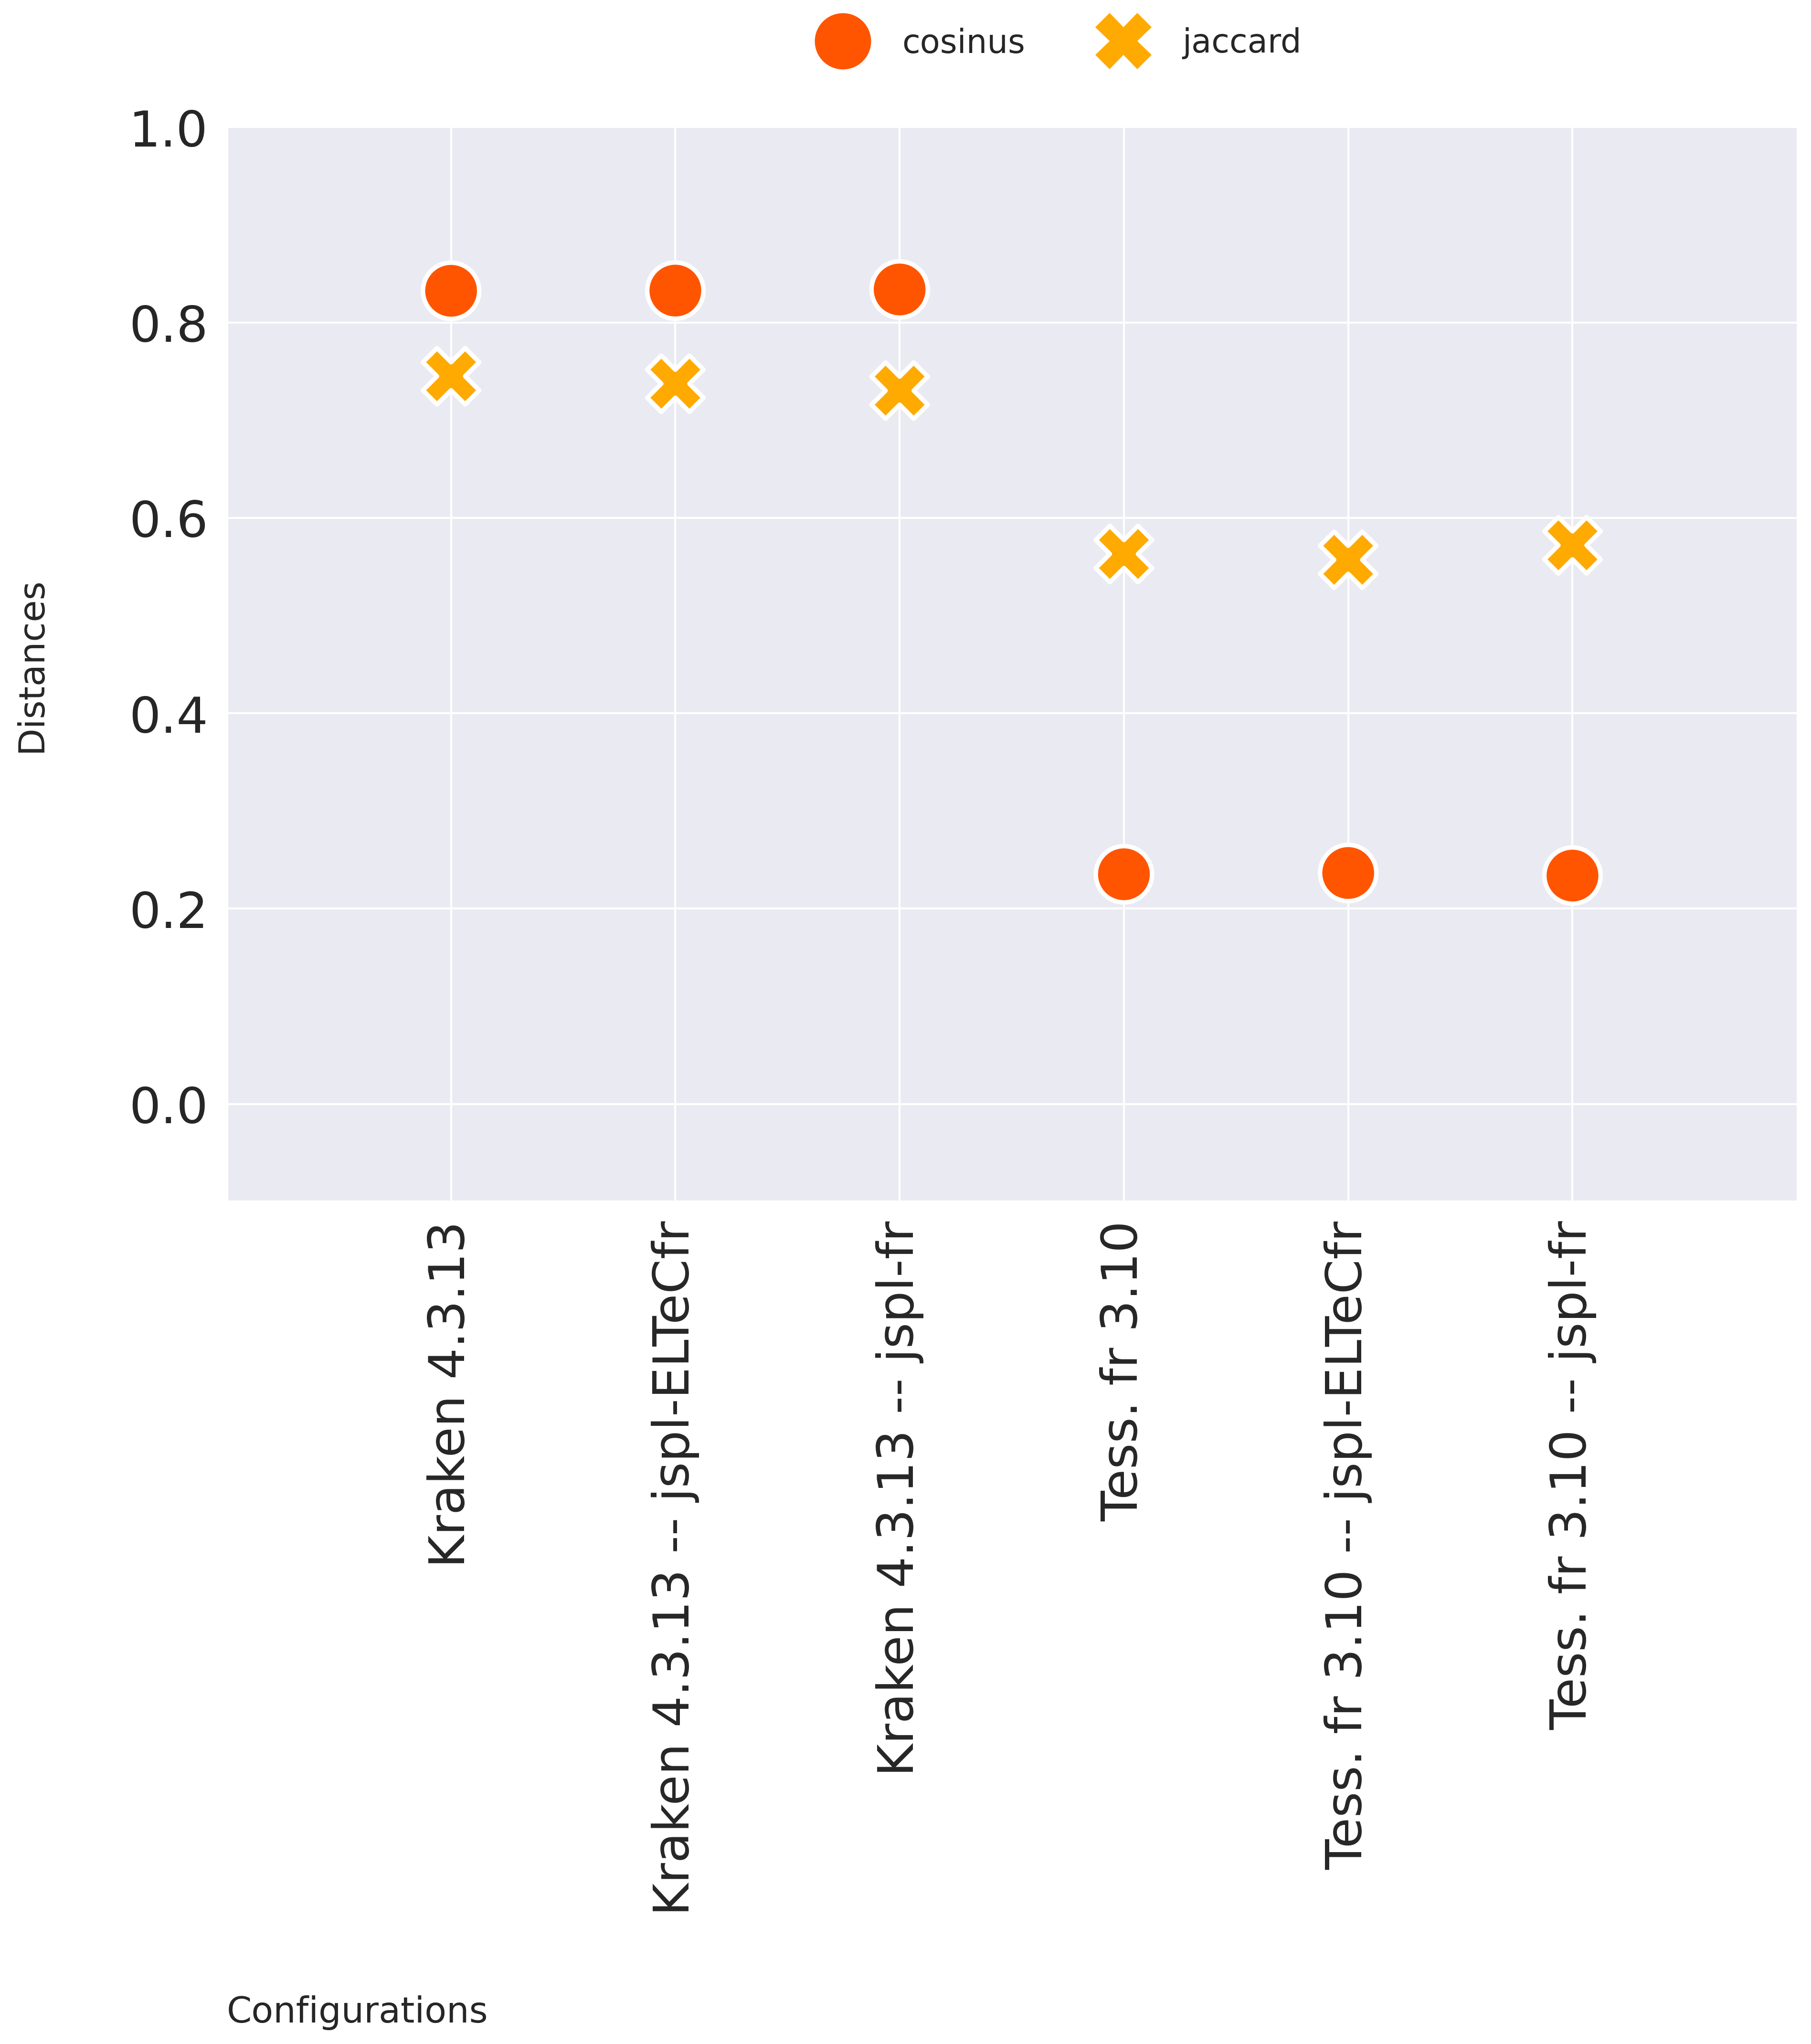 cosinus jaccard
1.0
0.8
0.6
0.4
0.2
0.0
Distances
Kraken 4.3.13
Kraken 4.3.13 -- jspl-ELTeCfr
Kraken 4.3.13 -- jspl-fr
Tess. fr 3.10
Tess. fr 3.10 -- jspl-ELTeCfr
Tess. fr 3.10 -- jspl-fr
Configurations